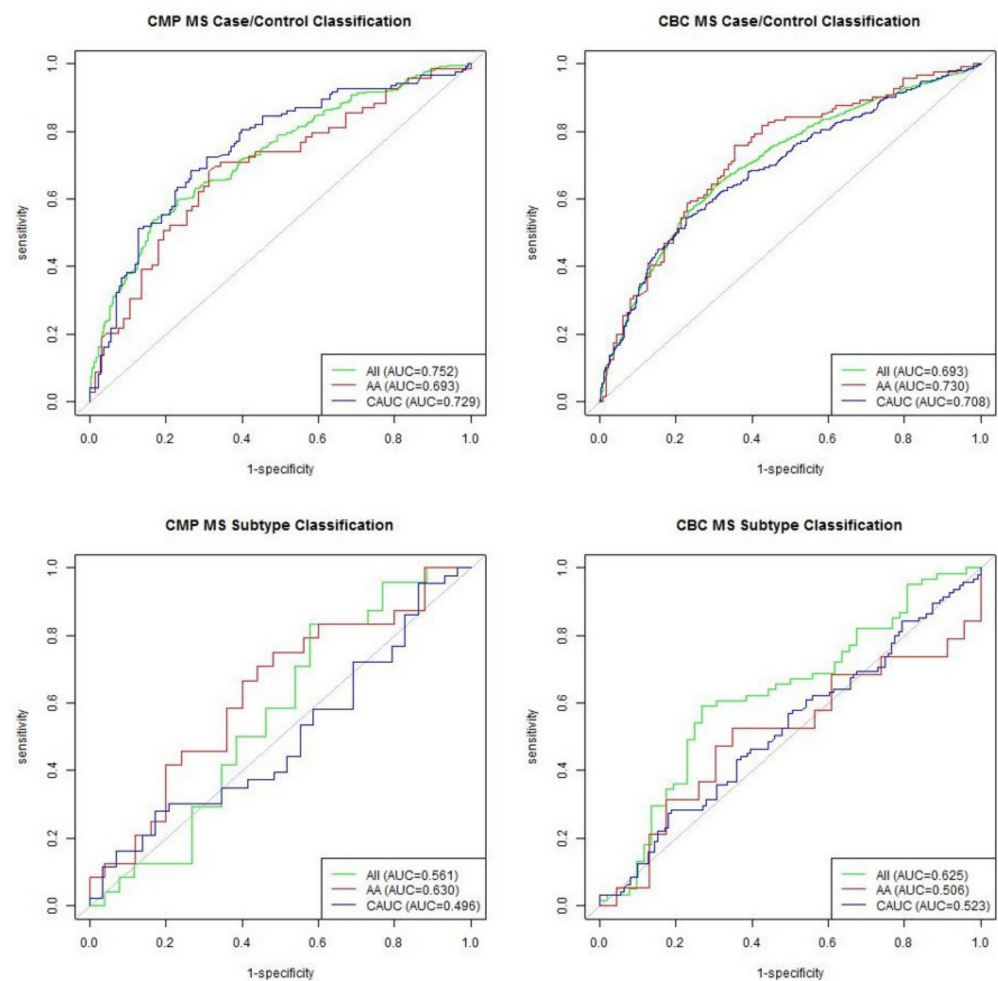 CMP MS Case/Control Classification
sensitivity
1.0
0.8
0.6
0.4
0.2
0.0
All (AUC=0.752)
AA (AUC=0.693)
CAUC (AUC=0.729)
0.0 0.2 0.4 0.6 0.8 1.0
1-specificity
CBC MS Case/Control Classification
sensitivity
1.0
0.8
0.6
0.4
0.2
0.0
All (AUC=0.693)
AA (AUC=0.730)
CAUC (AUC=0.708)
0.0 0.2 0.4 0.6 0.8 1.0
1-specificity
CMP MS Subtype Classification
sensitivity
1.0
0.8
0.6
0.4
0.2
0.0
All (AUC=0.561)
AA (AUC=0.630)
CAUC (AUC=0.496)
0.0 0.2 0.4 0.6 0.8 1.0
1-specificity
CBC MS Subtype Classification
sensitivity
1.0
0.8
0.6
0.4
0.2
0.0
All (AUC=0.625)
AA (AUC=0.506)
CAUC (AUC=0.523)
0.0 0.2 0.4 0.6 0.8 1.0
1-specificity